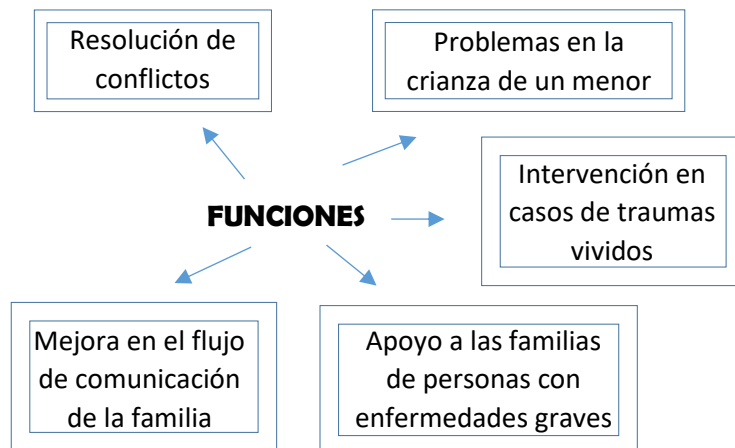 Resolución de
conflictos
Problemas en la
crianza de un menor
Intervención en
casos de traumas
vividos
FUNCIONES
Mejora en el flujo
de comunicación
de la familia
Apoyo a las familias
de personas con
enfermedades graves